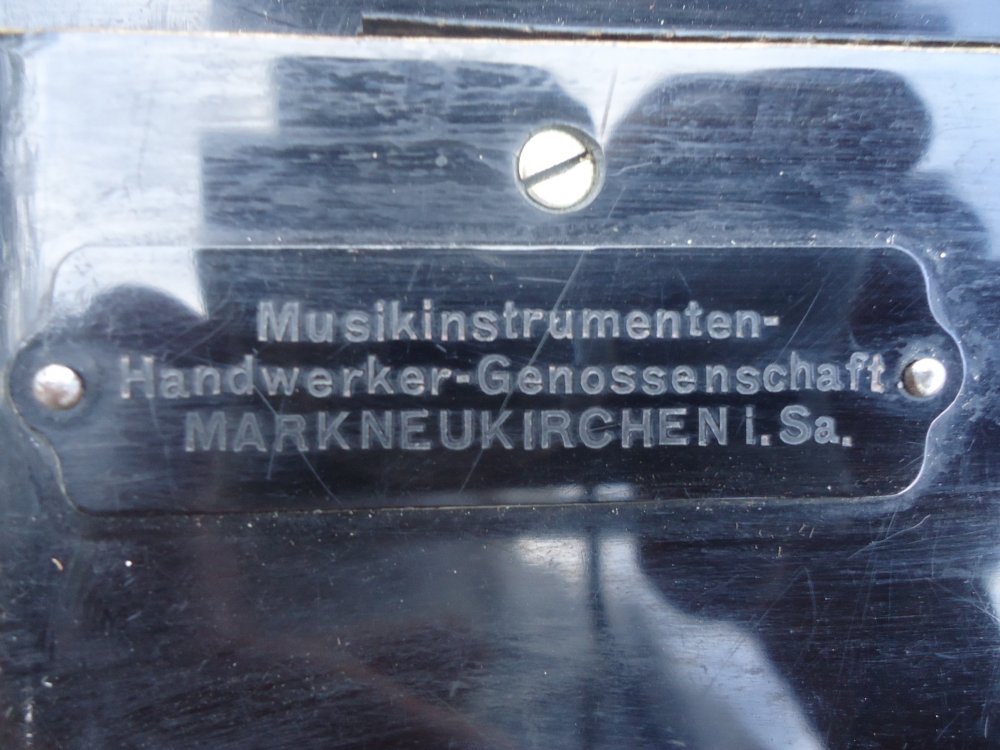 Musikinstrumenten-
Handwerker-Genossenschaft
MARKNEUKIRCHEN i. Sa.